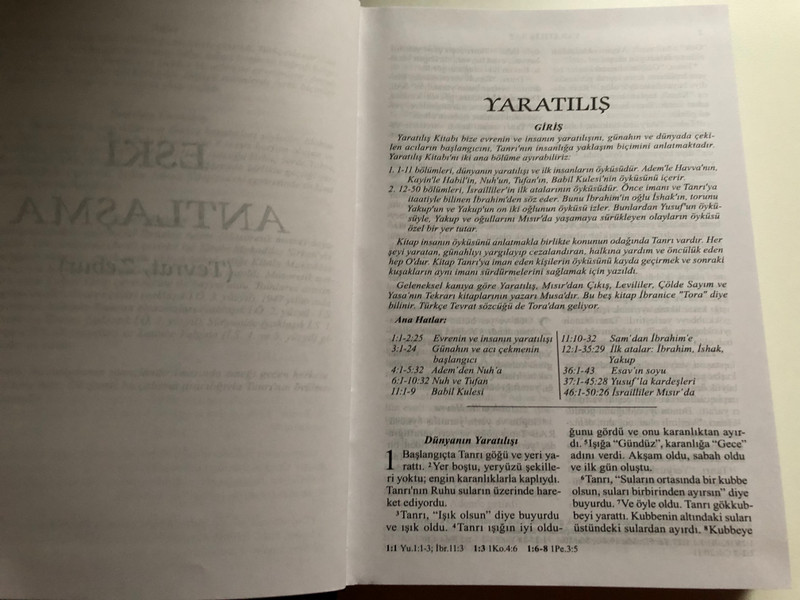 YARATILIŞ
GİRİŞ
Yaratılış Kitabı bize evrenin ve insanın yaratılışını, günahın ve dünyada çeki-
len acıların başlangıcını, Tanrı'nın insanlığa yaklaşım biçimini anlatmaktadır.
Yaratılış Kitabı'nı iki ana bölüme ayırabiliriz:
1. 1-11 bölümleri, dünyanın yaratılışı ve ilk insanların öyküsüdür. Adem'le Havva'nın,
Kayin'le Habil'in, Nuh'un, Tufan'ın, Babil Kulesi'nin öyküsünü içerir.
2. 12-50 bölümleri, İsrailliler'in ilk atalarının öyküsüdür. Önce imanı ve Tanrı'ya
itaatiyle bilinen İbrahim'den söz eder. Bunu İbrahim'in oğlu İshak'ın, torunu
Yakup'un ve Yakup'un on iki oğlunun öyküsü izler. Bunlardan Yusuf'un öykü-
süyle, Yakup ve oğullarını Mısır'da yaşamaya sürükleyen olayların öyküsü
özel bir yer tutar.
Kitap insanın öyküsünü anlatmakla birlikte konunun odağında Tanrı vardır. Her
şeyi yaratan, günahlıyı yargılayıp cezalandıran, halkına yardım ve öncülük eden
hep O'dur. Kitap Tanrı'ya iman eden kişilerin öyküsünü kayda geçirmek ve sonraki
kuşakların aynı imanı sürdürmelerini sağlamak için yazıldı.
Geleneksel kanıya göre Yaratılış, Mısır'dan Çıkış, Levililer, Çölde Sayım ve
Yasa'nın Tekrarı kitaplarının yazarı Musa'dır. Bu beş kitap İbranice "Tora" diye
bilinir. Türkçe Tevrat sözcüğü de Tora'dan geliyor.
Ana Hatlar:
1:1-2:25 Evrenin ve insanın yaratılışı
3:1-24 Günahın ve acı çekmenin
başlangıcı
4:1-5:32 Adem'den Nuh'a
6:1-10:32 Nuh ve Tufan
11:1-9 Babil Kulesi
11:10-32 Sam'dan İbrahim'e
12:1-35:29 İlk atalar: İbrahim, İshak,
Yakup
36:1-43 Esav'ın soyu
37:1-45:28 Yusuf'la kardeşleri
46:1-50:26 İsrailliler Mısır'da
Dünyanın Yaratılışı
1 Başlangıçta Tanrı göğü ve yeri ya-
rattı. 2Yer boştu, yeryüzü şekille-
ri yoktu; engin karanlıklarla kaplıydı.
Tanrı'nın Ruhu suların üzerinde hare-
ket ediyordu.
3Tanrı, "Işık olsun" diye buyurdu
ve ışık oldu. 4Tanrı ışığın iyi oldu-
ğunu gördü ve onu karanlıktan ayır-
dı. 5Işığa "Gündüz", karanlığa "Gece"
adını verdi. Akşam oldu, sabah oldu
ve ilk gün oluştu.
6Tanrı, "Suların ortasında bir kubbe
olsun, suları birbirinden ayırsın" diye
buyurdu. 7Ve öyle oldu. Tanrı gökkub-
beyi yarattı. Kubbenin altındaki suları
üstündeki sulardan ayırdı. 8Kubbeye
1:1 Yu.1:1-3; İbr.11:3 1:3 1Ko.4:6 1:6-8 1Pe.3:5
ESKİ
ANTLAŞMA
(Tevrat, Zebur)